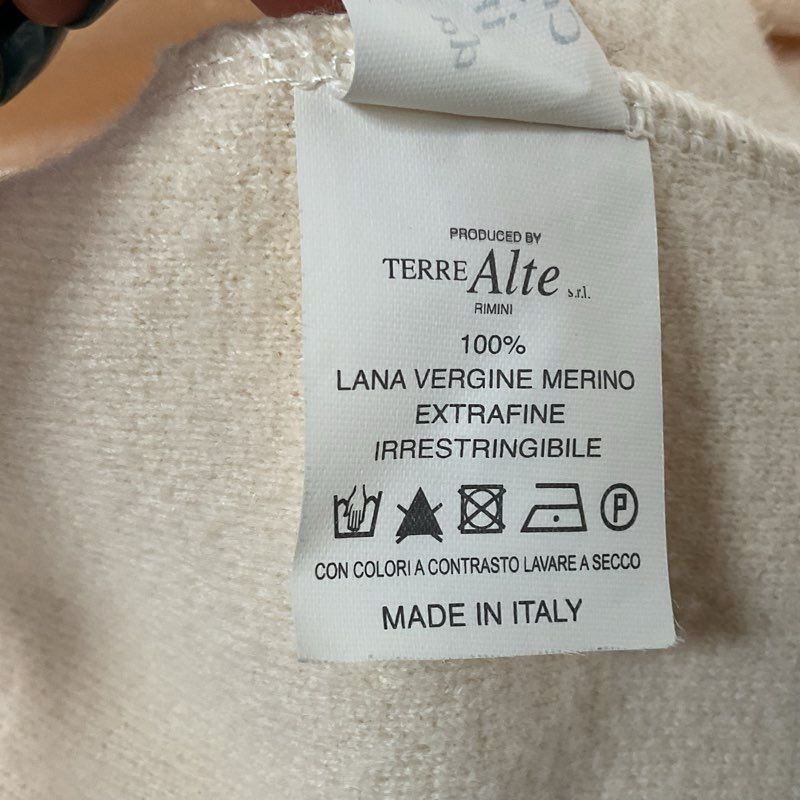 PRODUCED BY
TERRE Alte s.r.l.
RIMINI
100%
LANA VERGINE MERINO
EXTRAFINE
IRRESTRINGIBILE
P
CON COLORI A CONTRASTO LAVARE A SECCO
MADE IN ITALY